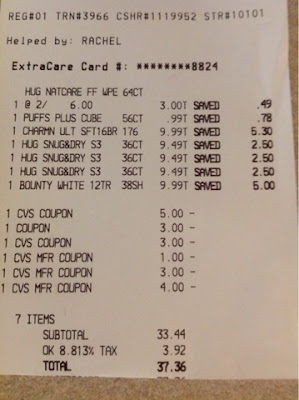 REG#01 TRN#3966 CSHR#1119952 STR#10101
Helped by: RACHEL
ExtraCare Card #: ********8824
HUG NATCARE FF WPE 64CT
1 @ 2/ 6.00 3.00T SAVED .49
1 PUFFS PLUS CUBE 56CT .99T SAVED .78
1 CHARMN ULT SFT16BR 176 9.99T SAVED 5.30
1 HUG SNUG&DRY S3 36CT 9.49T SAVED 2.50
1 HUG SNUG&DRY S3 36CT 9.49T SAVED 2.50
1 HUG SNUG&DRY S3 36CT 9.49T SAVED 2.50
1 BOUNTY WHITE 12TR 38SH 9.99T SAVED 5.00
1 CVS COUPON 5.00 -
1 COUPON 3.00 -
1 CVS COUPON 3.00 -
1 CVS MFR COUPON 1.00 -
1 CVS MFR COUPON 3.00 -
1 CVS MFR COUPON 4.00 -
7 ITEMS
SUBTOTAL 33.44
OK 8.813% TAX 3.92
TOTAL 37.36